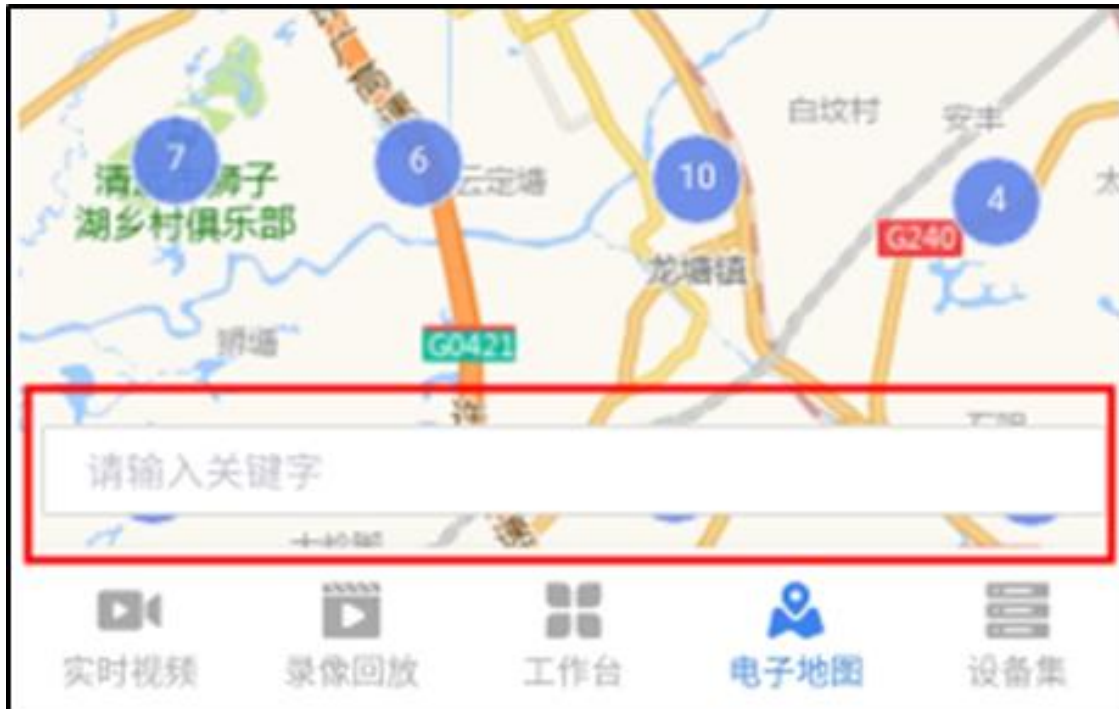 白坟村
安丰
7
6
10
4
云定塘
狮子
湖乡村俱乐部
G240
龙塘镇
G0421
请输入关键字
实时视频
录像回放
工作台
电子地图
设备集